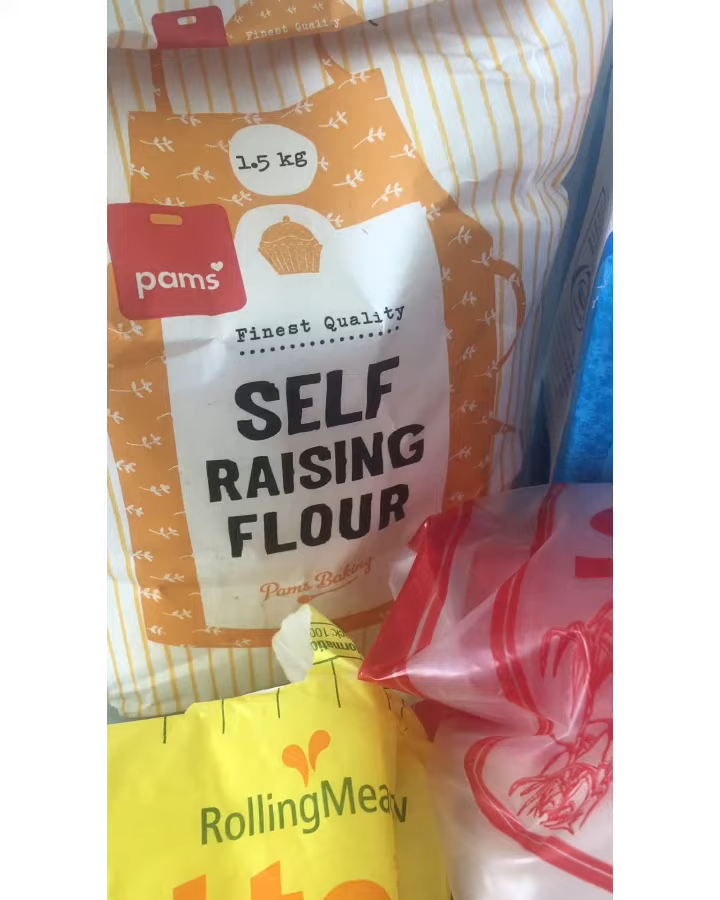 Finest Quality
1.5 kg
pams
Finest Quality
SELF
RAISING
FLOUR
Pams Baking
RollingMea